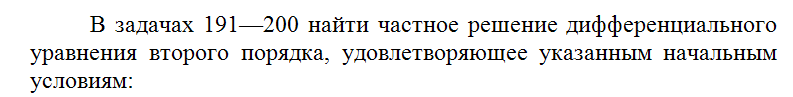 В задачах 191—200 найти частное решение дифференциального
уравнения второго порядка, удовлетворяющее указанным начальным
условиям: